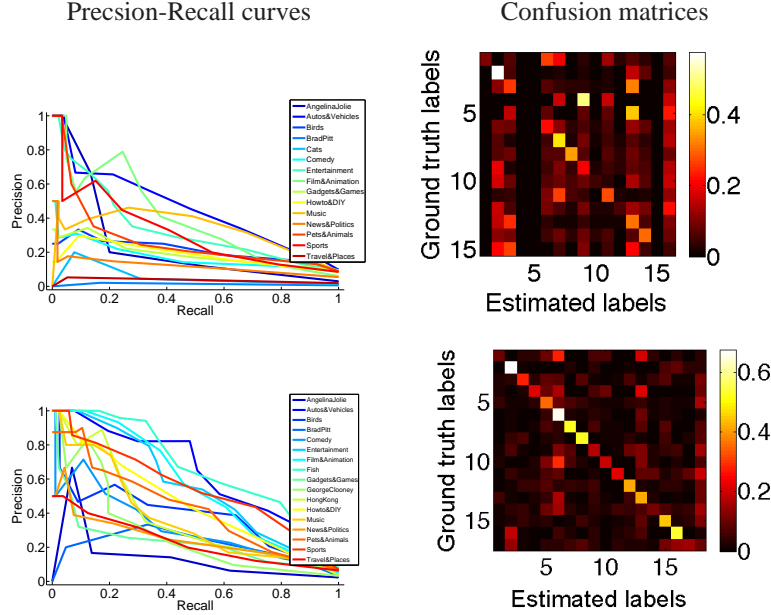 Precsion-Recall curves
Confusion matrices
Precision
1
0.8
0.6
0.4
0.2
0
0
0.2
0.4
0.6
0.8
1
Recall
AngelinaJolie
Autos&Vehicles
Birds
BradPitt
Cats
Comedy
Entertainment
Film&Animation
Gadgets&Games
Howto&DIY
Music
News&Politics
Pets&Animals
Sports
Travel&Places
Ground truth labels
5
10
15
5
10
15
Estimated labels
0.4
0.2
0
Precision
1
0.8
0.6
0.4
0.2
0
0
0.2
0.4
0.6
0.8
1
Recall
AngelinaJolie
Autos&Vehicles
Birds
BradPitt
Comedy
Entertainment
Film&Animation
Fish
Gadgets&Games
GeorgeClooney
HongKong
Howto&DIY
Music
News&Politics
Pets&Animals
Sports
Travel&Places
Ground truth labels
5
10
15
5
10
15
Estimated labels
0.6
0.4
0.2
0